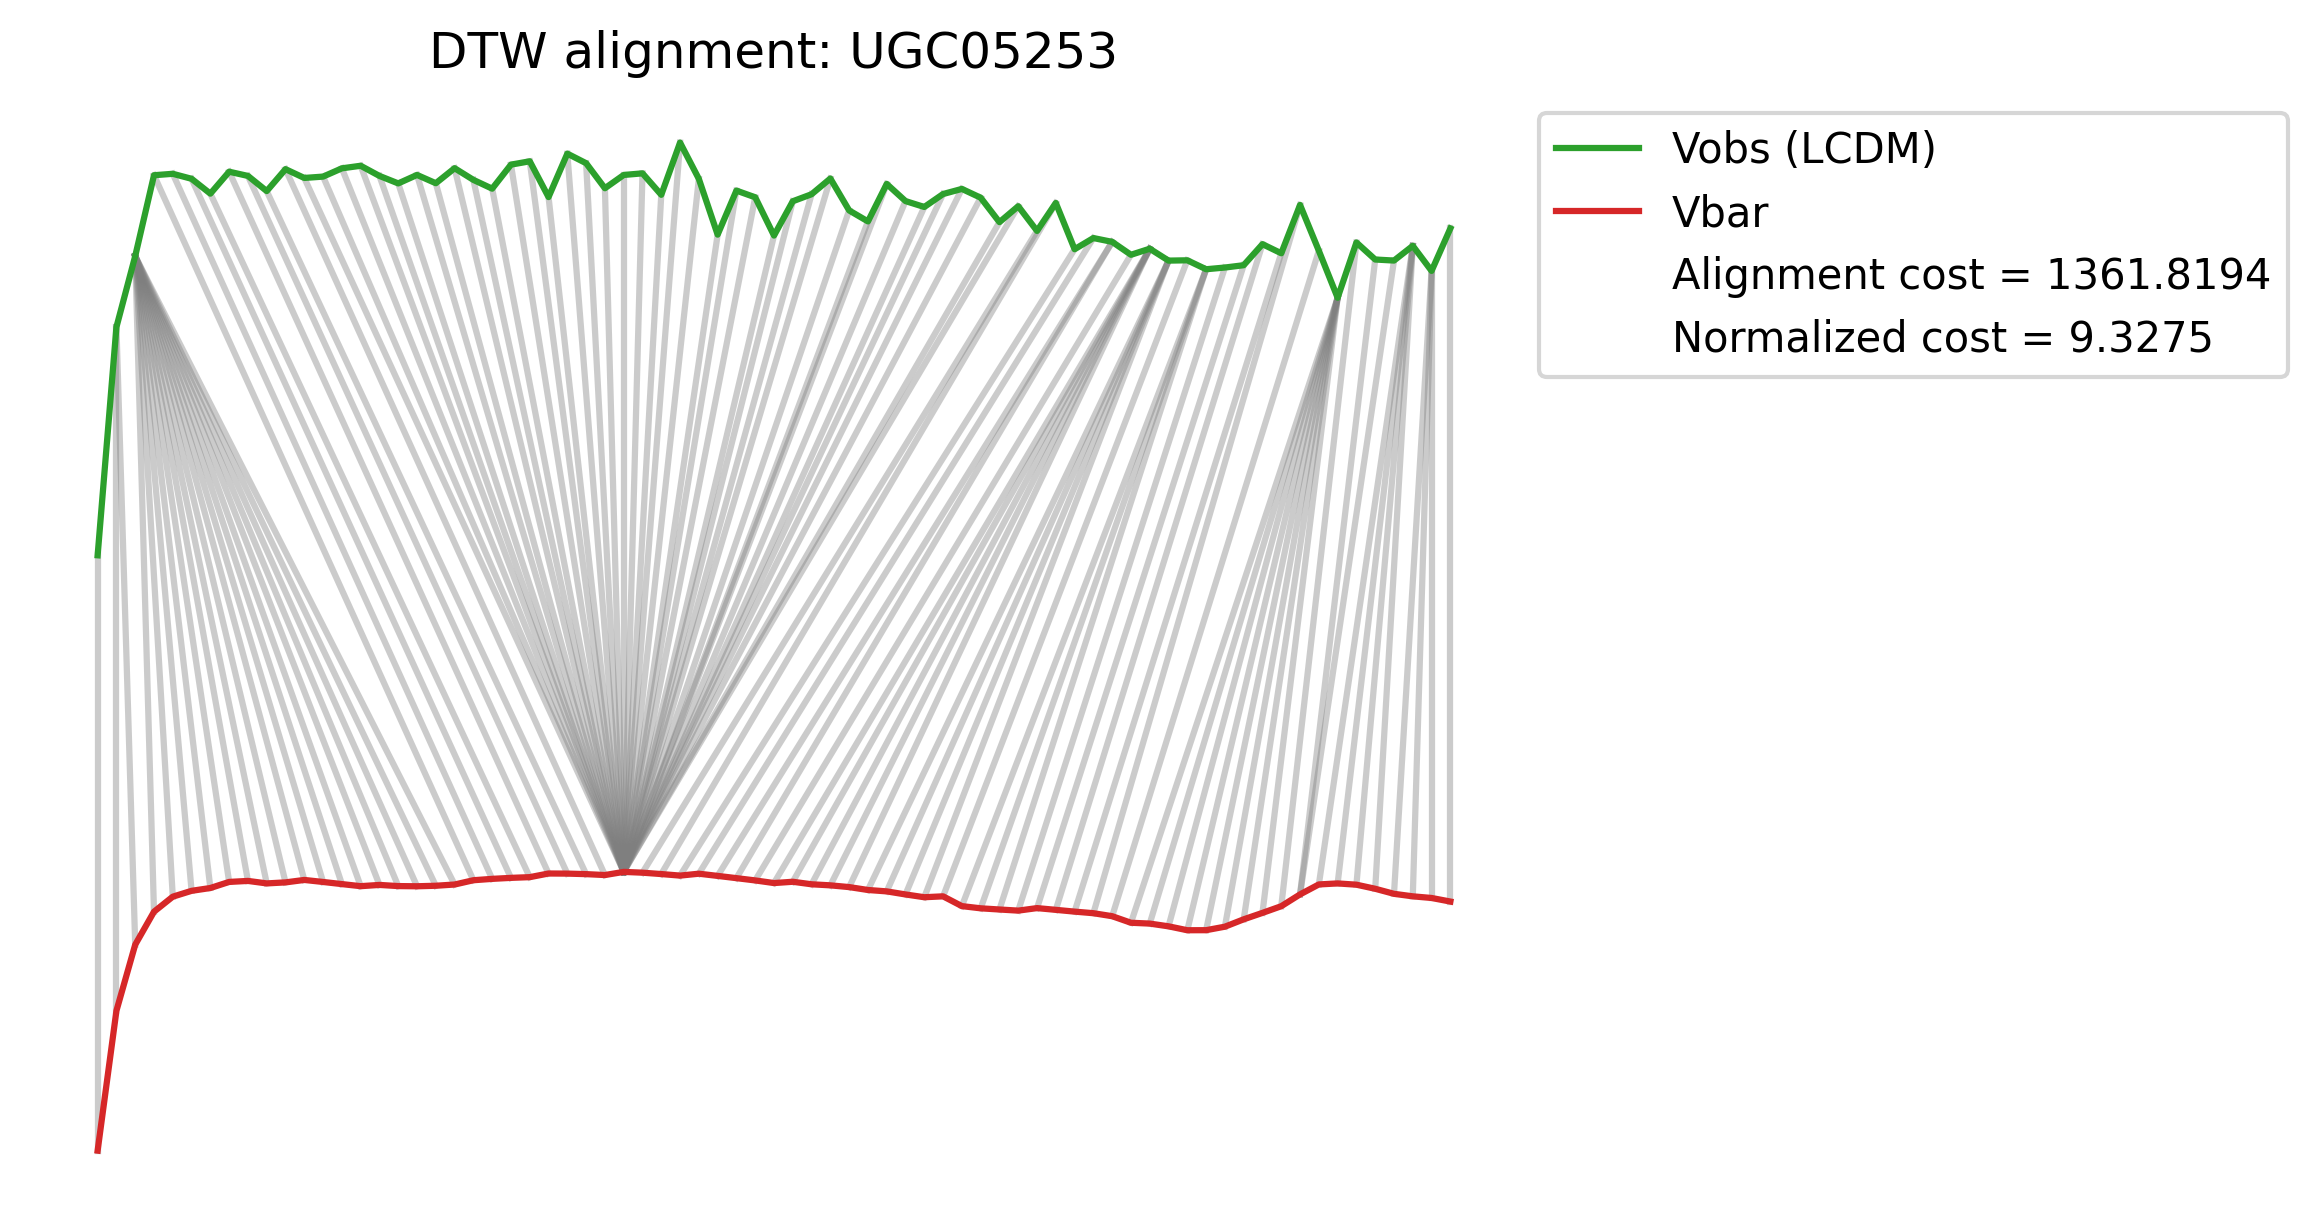 DTW alignment: UGC05253
Vobs (LCDM)
Vbar
Alignment cost = 1361.8194
Normalized cost = 9.3275